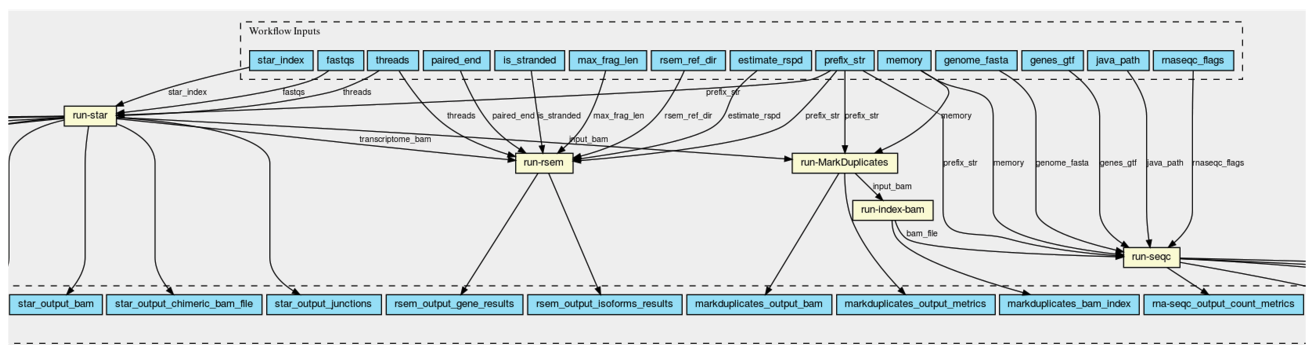 Workflow Inputs
star_index fastqs threads paired_end is_stranded max_frag_len rsem_ref_dir estimate_rspd prefix_str memory genome_fasta genes_gtf java_path rnaseqc_flags
star_index fastqs threads prefix_str
run-star threads paired_end is_stranded max_frag_len rsem_ref_dir estimate_rspd prefix_str prefix_str memory
transcriptome_bam input_bam
run-rsem run-MarkDuplicates prefix_str memory genome_fasta genes_gtf java_path rnaseqc_flags
input_bam
run-index-bam
bam_file
run-seqc
star_output_bam star_output_chimeric_bam_file star_output_junctions rsem_output_gene_results rsem_output_isoforms_results markduplicates_output_bam markduplicates_output_metrics markduplicates_bam_index rna-seqc_output_count_metrics